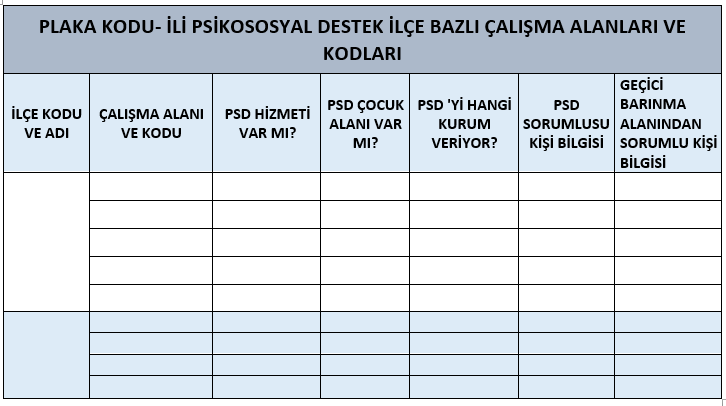 PLAKA KODU- İLİ PSİKOSOSYAL DESTEK İLÇE BAZLI ÇALIŞMA ALANLARI VE
KODLARI
İLÇE KODU
VE ADI
ÇALIŞMA ALANI
VE KODU
PSD HİZMETİ
VAR MI?
PSD ÇOCUK
ALANI VAR
MI?
PSD 'Yİ HANGİ
KURUM
VERİYOR?
PSD
SORUMLUSU
KİŞİ BİLGİSİ
GEÇİCİ
BARINMA
ALANINDAN
SORUMLU KİŞİ
BİLGİSİ